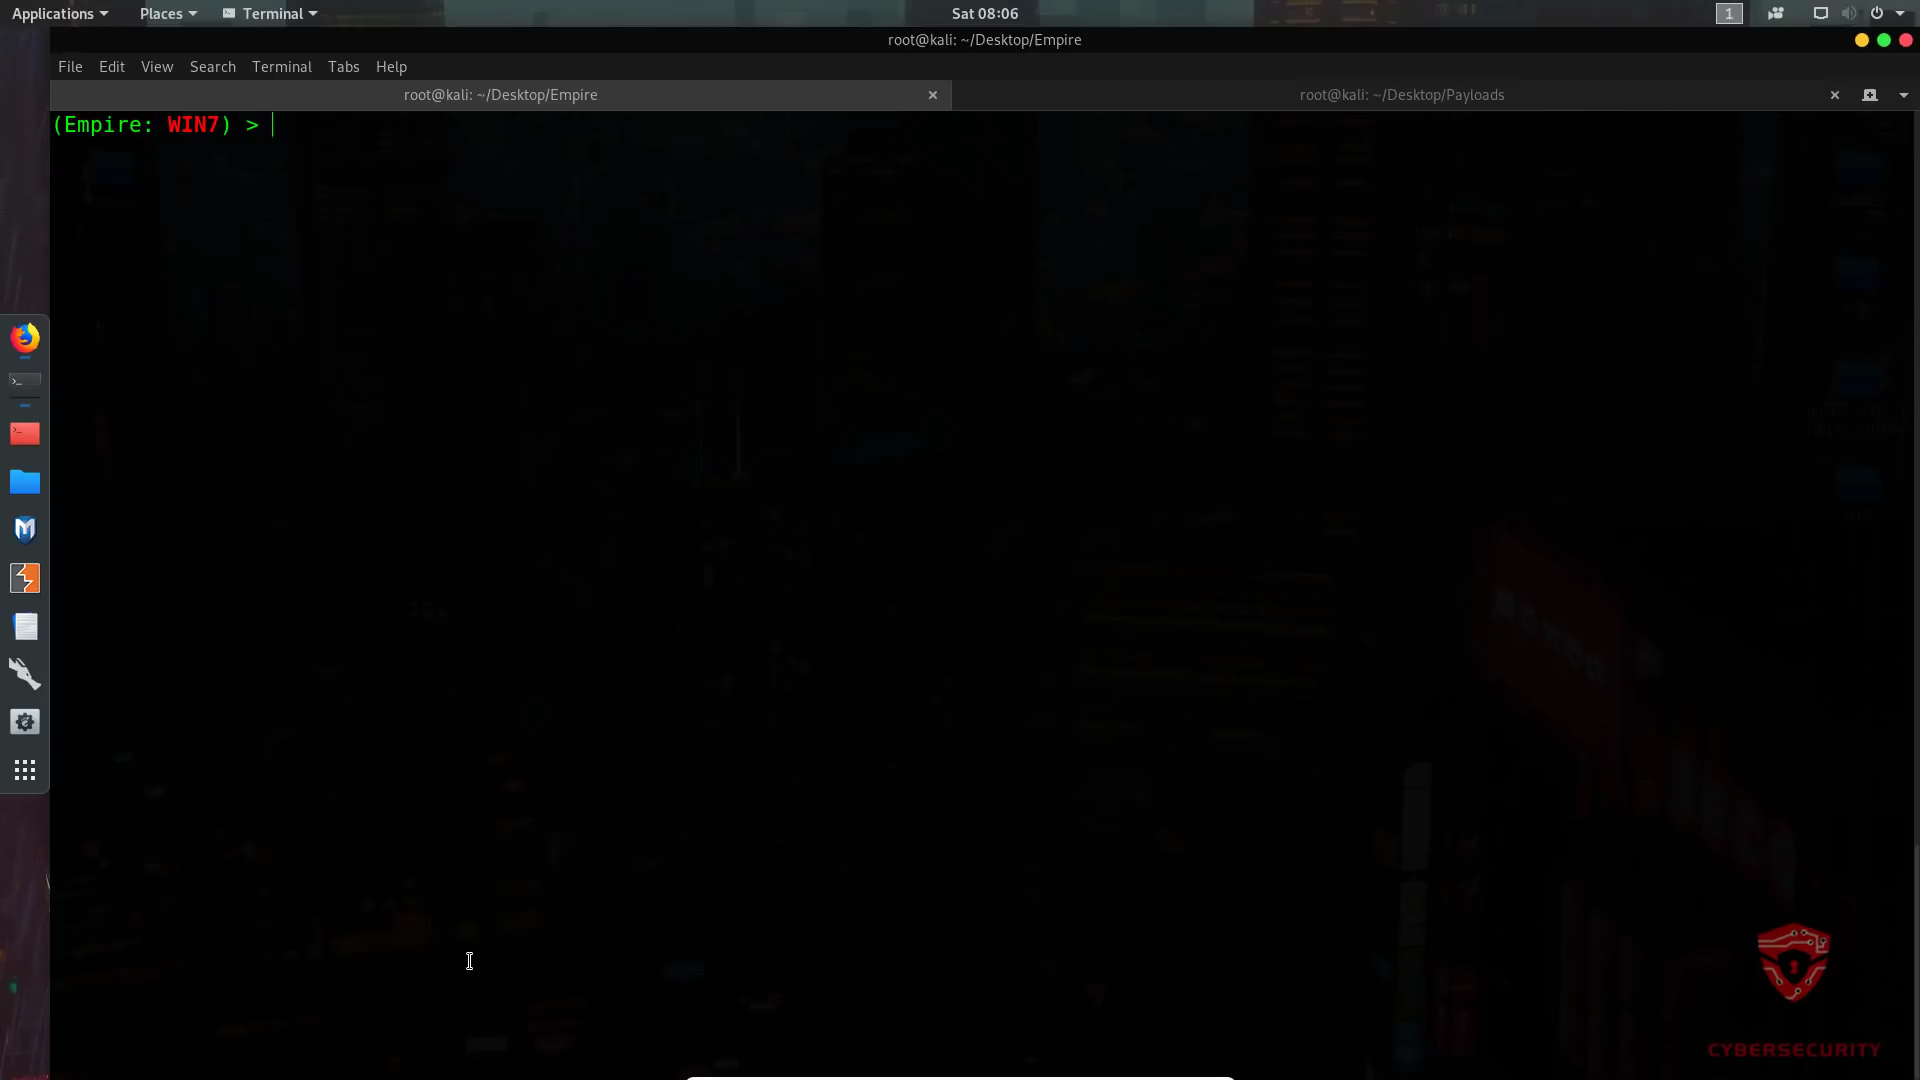 Applications Places Terminal Sat 08:06 1
root@kali: ~/Desktop/Empire
File Edit View Search Terminal Tabs Help
root@kali: ~/Desktop/Empire root@kali: ~/Desktop/Payloads
(Empire: WIN7) >
CYBERSECURITY